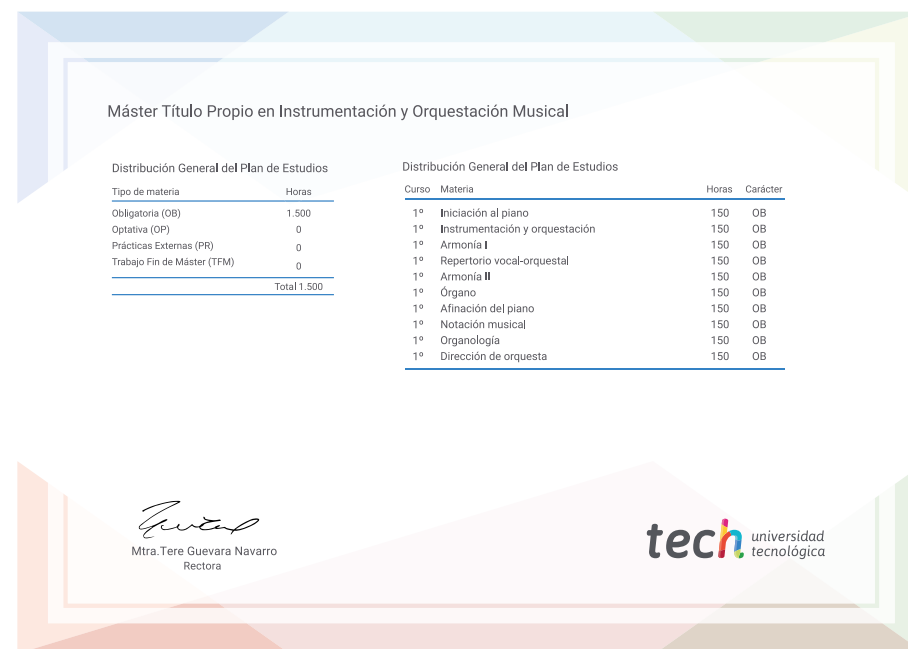 Máster Título Propio en Instrumentación y Orquestación Musical
Distribución General del Plan de Estudios
Tipo de materia Horas
Obligatoria (OB) 1.500
Optativa (OP) 0
Prácticas Externas (PR) 0
Trabajo Fin de Máster (TFM) 0
Total 1.500
Distribución General del Plan de Estudios
Curso Materia Horas Carácter
1º Iniciación al piano 150 OB
1º Instrumentación y orquestación 150 OB
1º Armonía I 150 OB
1º Repertorio vocal-orquestal 150 OB
1º Armonía II 150 OB
1º Órgano 150 OB
1º Afinación del piano 150 OB
1º Notación musical 150 OB
1º Organología 150 OB
1º Dirección de orquesta 150 OB
Mtra.Tere Guevara Navarro
Rectora
tech universidad
tecnológica